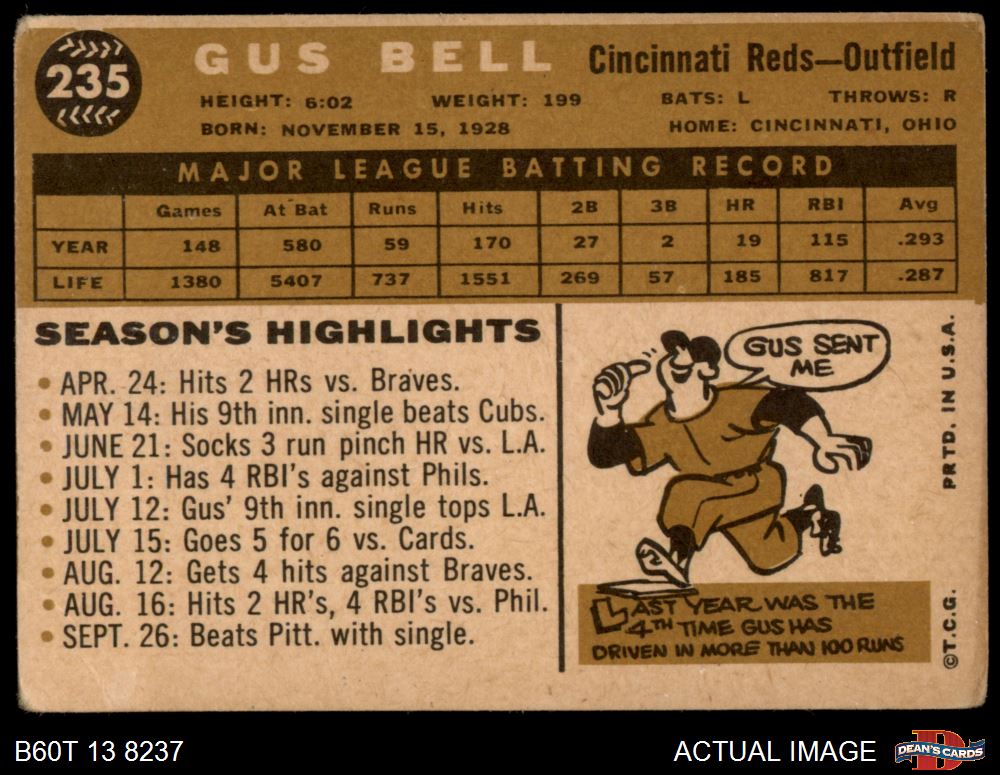 235
GUS BELL Cincinnati Reds—Outfield
HEIGHT: 6:02 WEIGHT: 199 BATS: L THROWS: R
BORN: NOVEMBER 15, 1928 HOME: CINCINNATI, OHIO
MAJOR LEAGUE BATTING RECORD
Games At Bat Runs Hits 2B 3B HR RBI Avg
YEAR 148 580 59 170 27 2 19 115 .293
LIFE 1380 5407 737 1551 269 57 185 817 .287
SEASON'S HIGHLIGHTS
• APR. 24: Hits 2 HRs vs. Braves.
• MAY 14: His 9th inn. single beats Cubs.
• JUNE 21: Socks 3 run pinch HR vs. L.A.
• JULY 1: Has 4 RBI's against Phils.
• JULY 12: Gus' 9th inn. single tops L.A.
• JULY 15: Goes 5 for 6 vs. Cards.
• AUG. 12: Gets 4 hits against Braves.
• AUG. 16: Hits 2 HR's, 4 RBI's vs. Phil.
• SEPT. 26: Beats Pitt. with single.
GUS SENT
ME
LAST YEAR WAS THE
4TH TIME GUS HAS
DRIVEN IN MORE THAN 100 RUNS
PRTD. IN U.S.A.
©T.C.G.
B60T 13 8237
ACTUAL IMAGE
D
DEAN'S CARDS